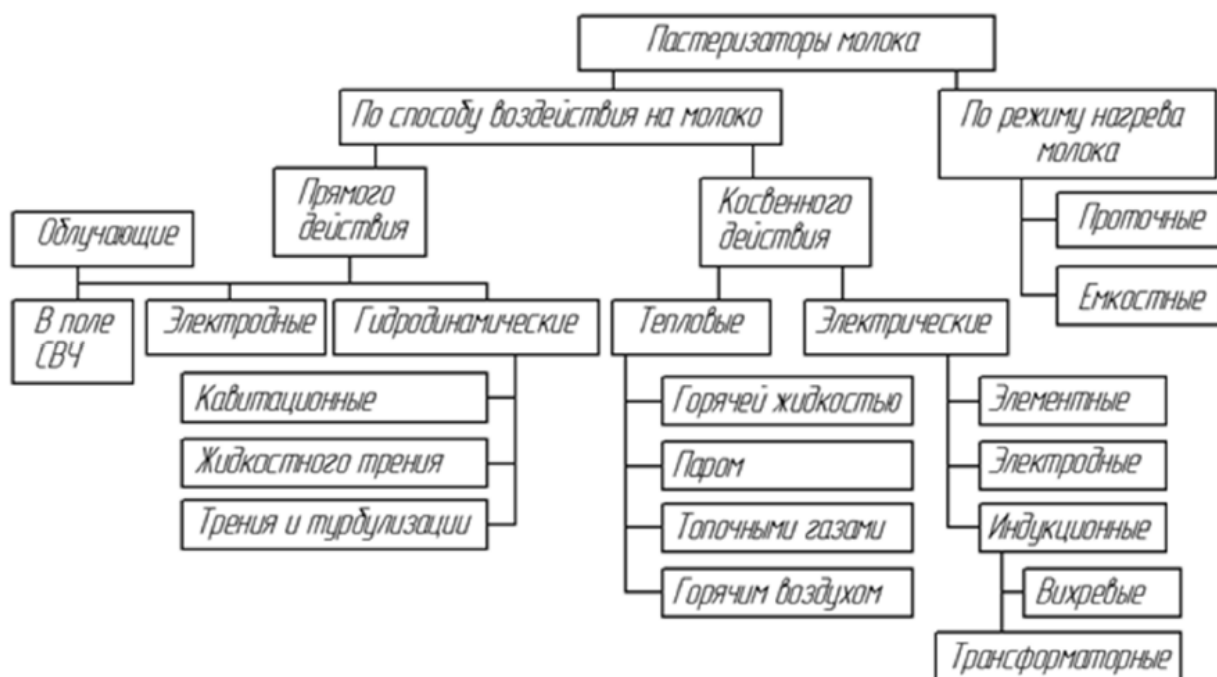 Пастеризаторы молока
По способу воздействия на молоко
По режиму нагрева
молока
Прямого
действия
Косвенного
действия
Проточные
Облучающие
Емкостные
В поле
СВЧ
Электродные
Гидродинамические
Тепловые
Электрические
Кавитационные
Горячей жидкостью
Элементные
Жидкостного трения
Паром
Электродные
Трения и турбулизации
Топочными газами
Индукционные
Горячим воздухом
Вихревые
Трансформаторные